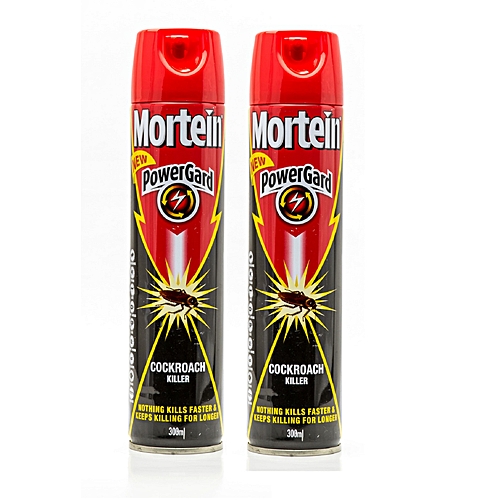 Mortein
NEW
PowerGard
COCKROACH
KILLER
NOTHING KILLS FASTER &
KEEPS KILLING FOR LONGER
300ml
Mortein
NEW
PowerGard
COCKROACH
KILLER
NOTHING KILLS FASTER &
KEEPS KILLING FOR LONGER
300ml